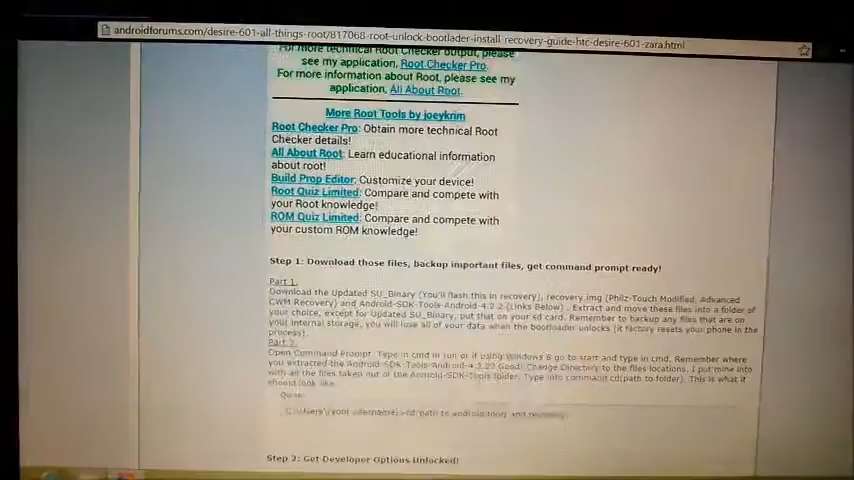 androidforums.com/desire-601-all-things-root/817068-root-unlock-bootloader-install-recovery-guide-htc-desire-601-zara.html
For more technical Root Checker output, please
see my application, Root Checker Pro.
For more information about Root, please see my
application, All About Root.
More Root Tools by joeykrim
Root Checker Pro: Obtain more technical Root
Checker details!
All About Root: Learn educational information
about root!
Build Prop Editor: Customize your device!
Root Quiz Limited: Compare and compete with
your Root knowledge!
ROM Quiz Limited: Compare and compete with
your custom ROM knowledge!
Step 1: Download those files, backup important files, get command prompt ready!
Part 1.
Download the Updated SU_Binary (You'll flash this in recovery), recovery.img (Philz-Touch Modified, Advanced
CWM Recovery) and Android-SDK-Tools-Android-4.2.2 (Links Below) . Extract and move these files into a folder of
your choice, except for Updated SU_Binary, put that on your sd card. Remember to backup any files that are on
your internal storage, you will lose all of your data when the bootloader unlocks (it factory resets your phone in the
process).
Part 2.
Open Command Prompt. Type in cmd in run or if using Windows 8 go to start and type in cmd. Remember where
you extracted the Android-SDK-Tools-Android-4.2.2? Good! Change Directory to the files locations. I put mine into
with all the files taken out of the Android-SDK-Tools folder. Type into command cd(path to folder). This is what it
should look like.
C:\Users\(your username)>cd(path to android tools and recovery)
Step 2: Get Developer Options Unlocked!